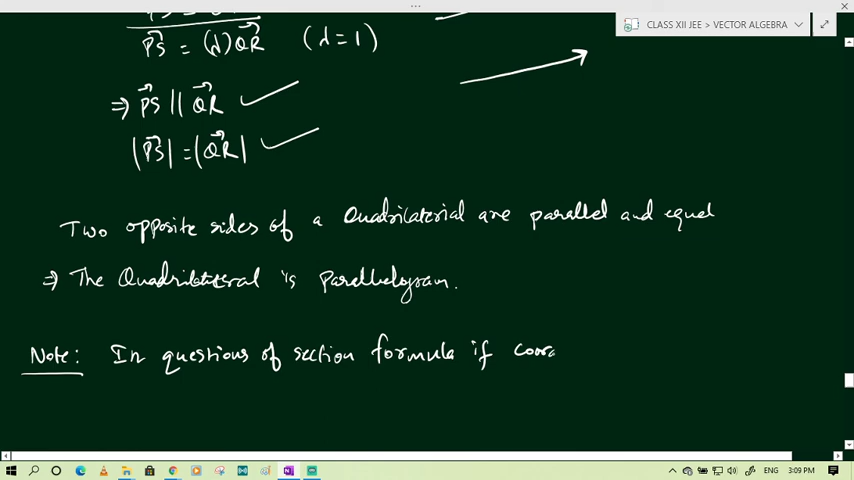 CLASS XII JEE > VECTOR ALGEBRA
PS = (λ) QR (λ = 1)
⇒ PS || QR
|PS| = |QR|
Two opposite sides of a Quadrilaterial are parallel and equal
⇒ The Quadrilateral is parallelogram.
Note: In questions of section formula if coor
ENG 3:09 PM